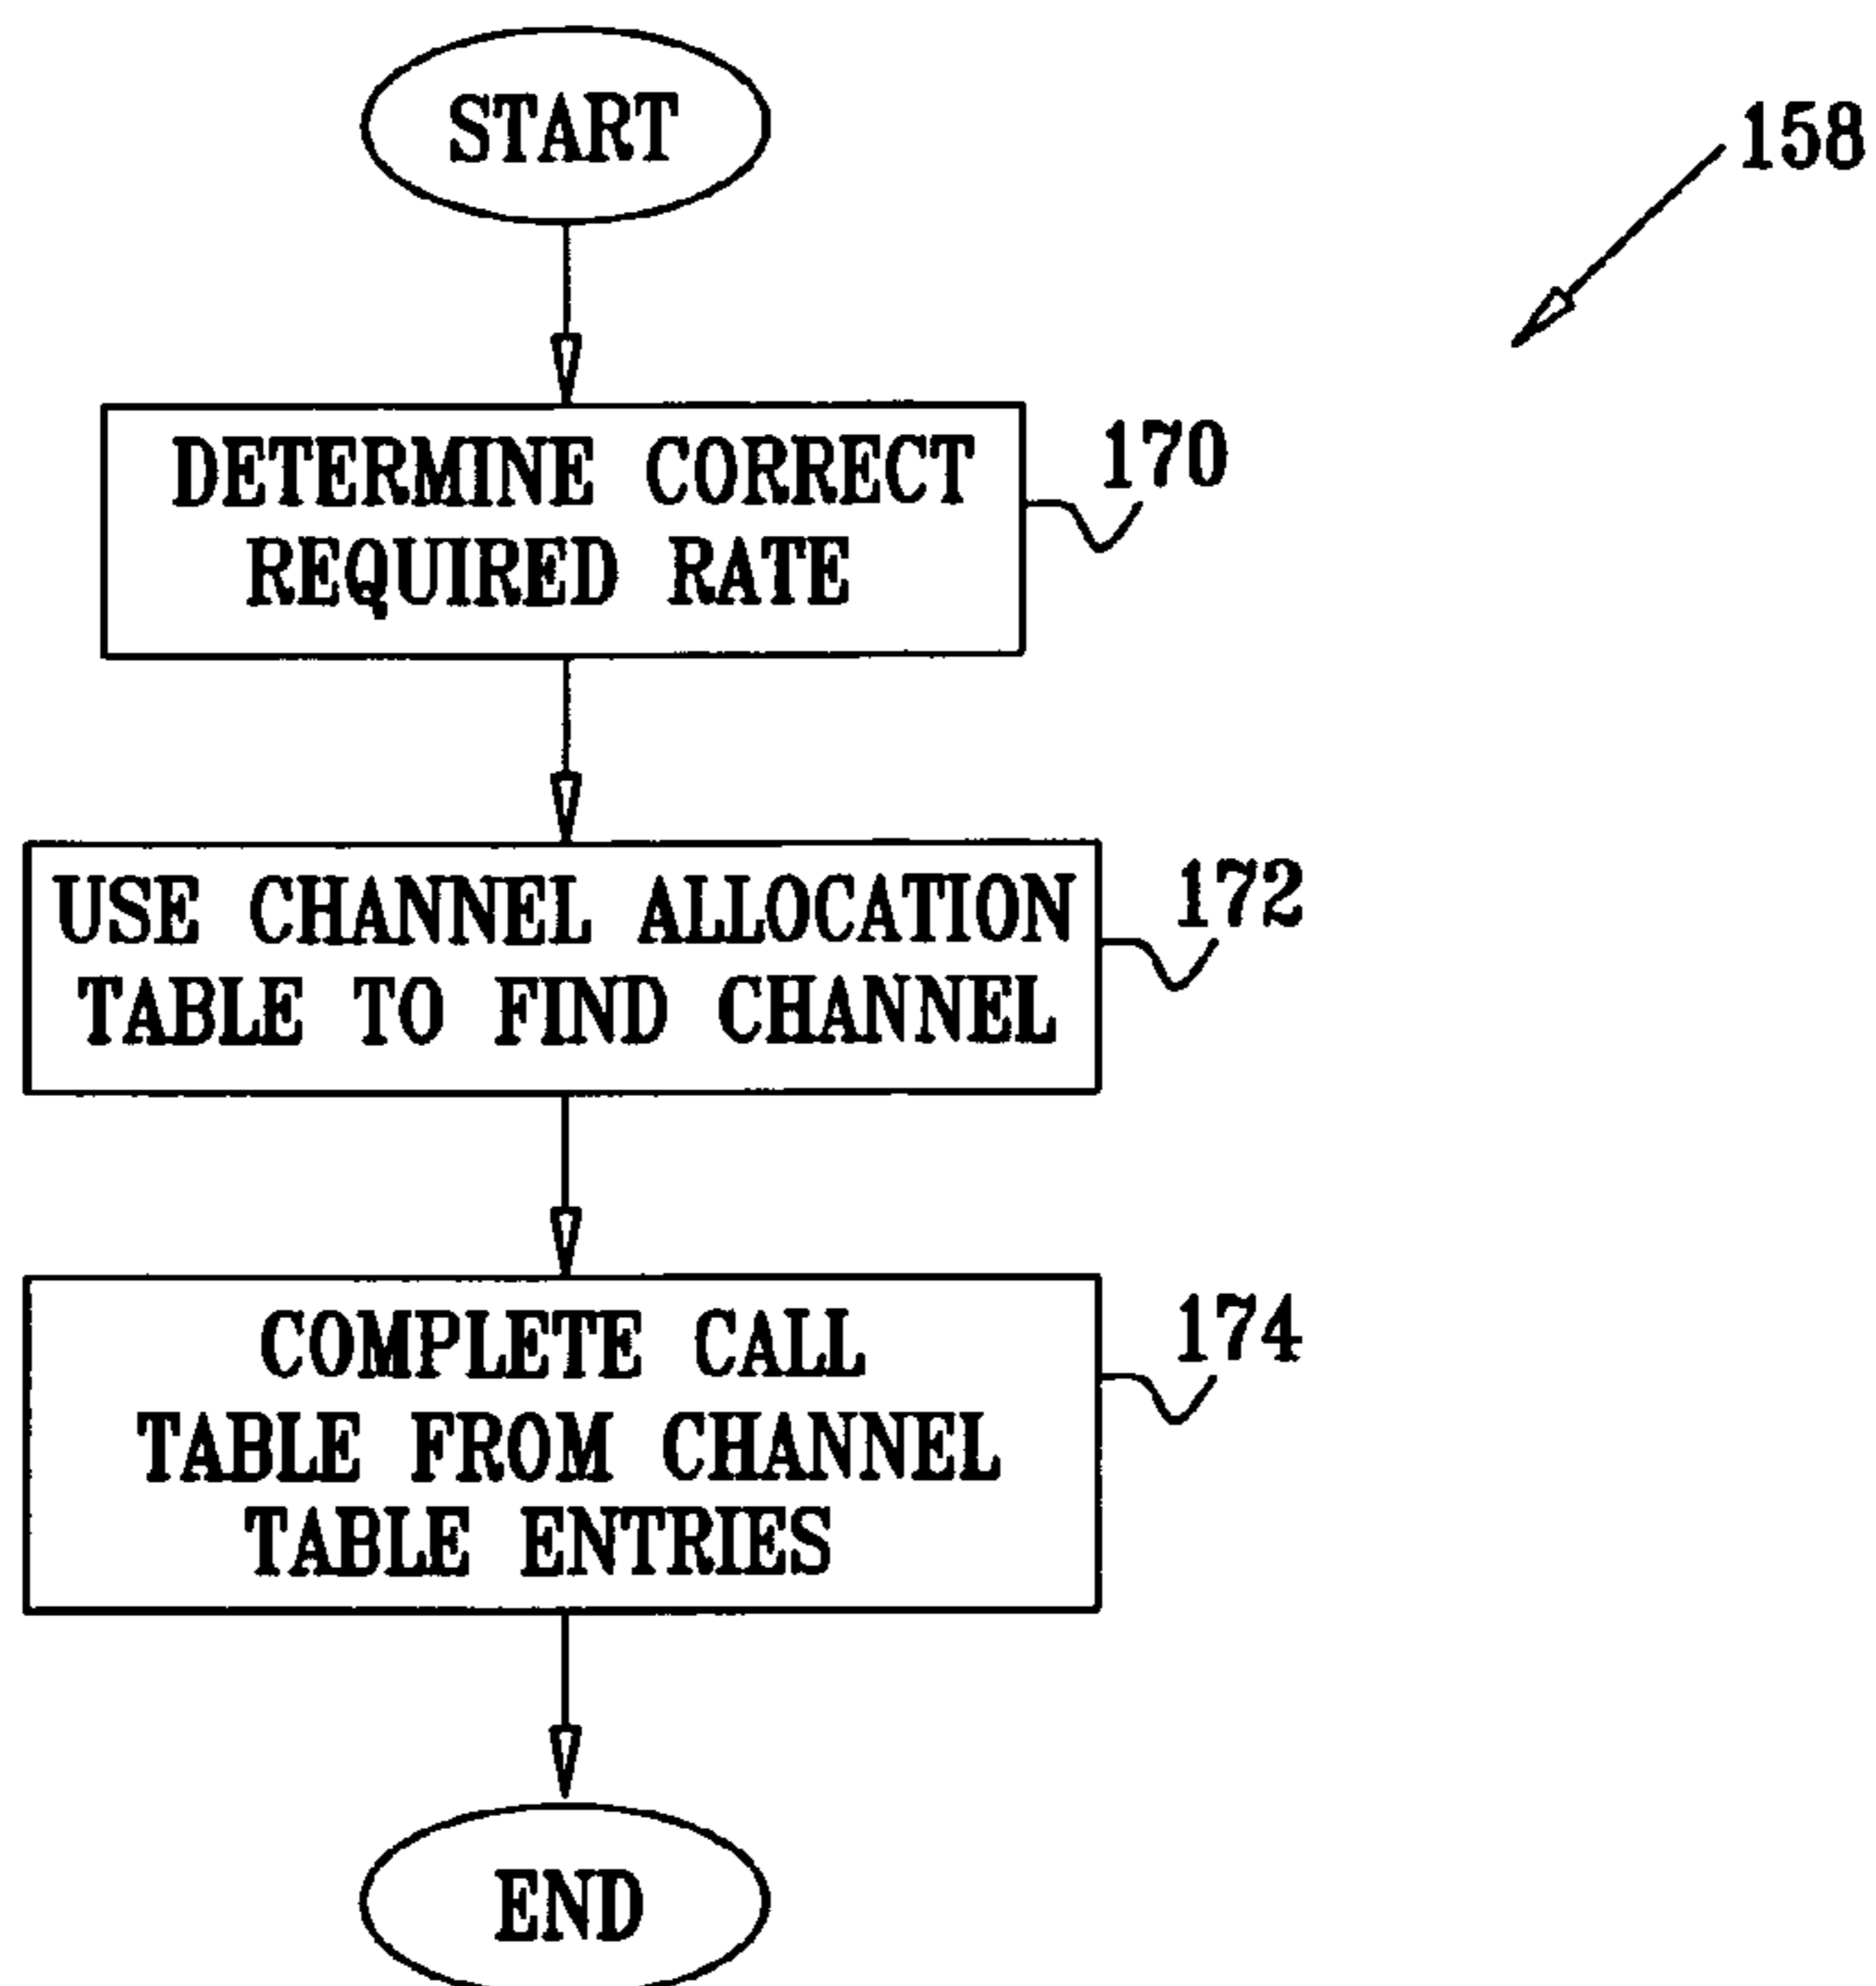 START
158
DETERMINE CORRECT
REQUIRED RATE
170
USE CHANNEL ALLOCATION
TABLE TO FIND CHANNEL
172
COMPLETE CALL
TABLE FROM CHANNEL
TABLE ENTRIES
174
END